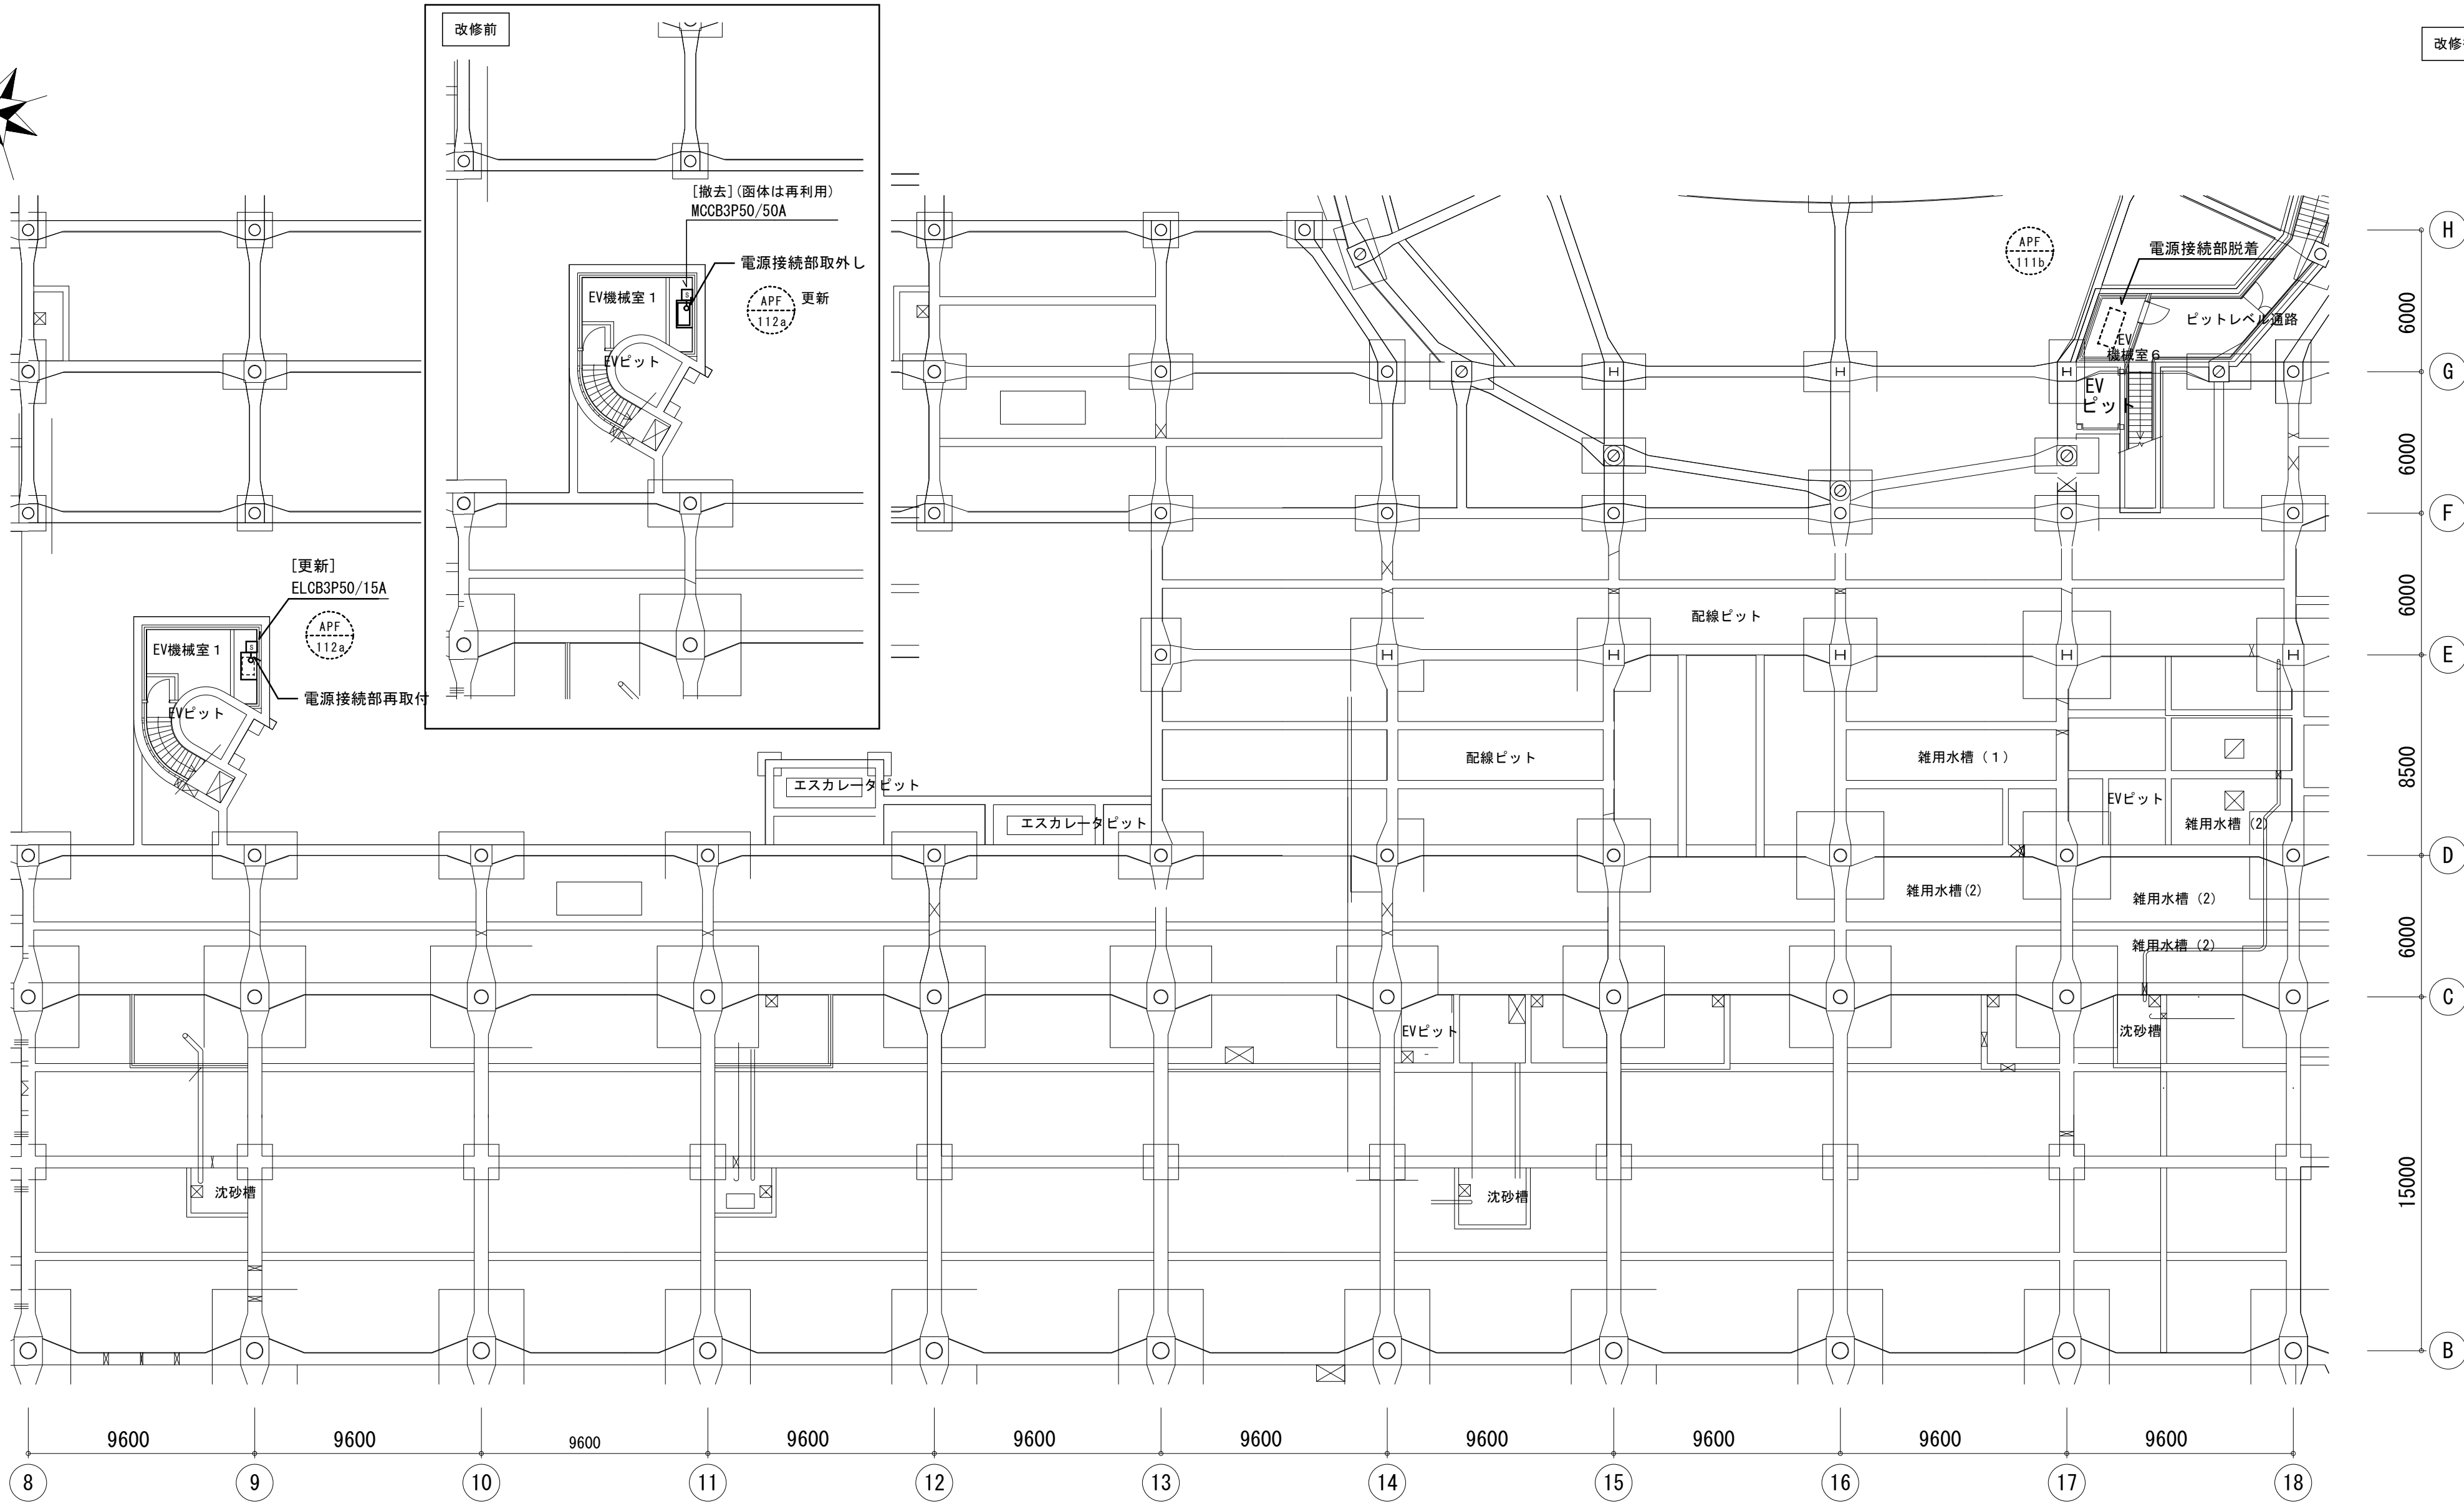 改修前
改修
[撤去](函体は再利用)
MCCB3P50/50A
電源接続部取外し
EV機械室1
S
APF
112a
更新
EVピット
APF
111b
電源接続部脱着
ピットレベル通路
EV
機械室6
EV
ピット
H
6000
G
6000
F
6000
E
8500
D
6000
C
15000
B
[更新]
ELCB3P50/15A
APF
112a
EV機械室1
S
電源接続部再取付
EVピット
配線ピット
エスカレータピット
エスカレータピット
配線ピット
雑用水槽(1)
EVピット
雑用水槽(2)
雑用水槽(2)
雑用水槽(2)
雑用水槽(2)
EVピット
沈砂槽
沈砂槽
沈砂槽
H H H
H H H H H
9600 9600 9600 9600 9600 9600 9600 9600 9600 9600
8 9 10 11 12 13 14 15 16 17 18